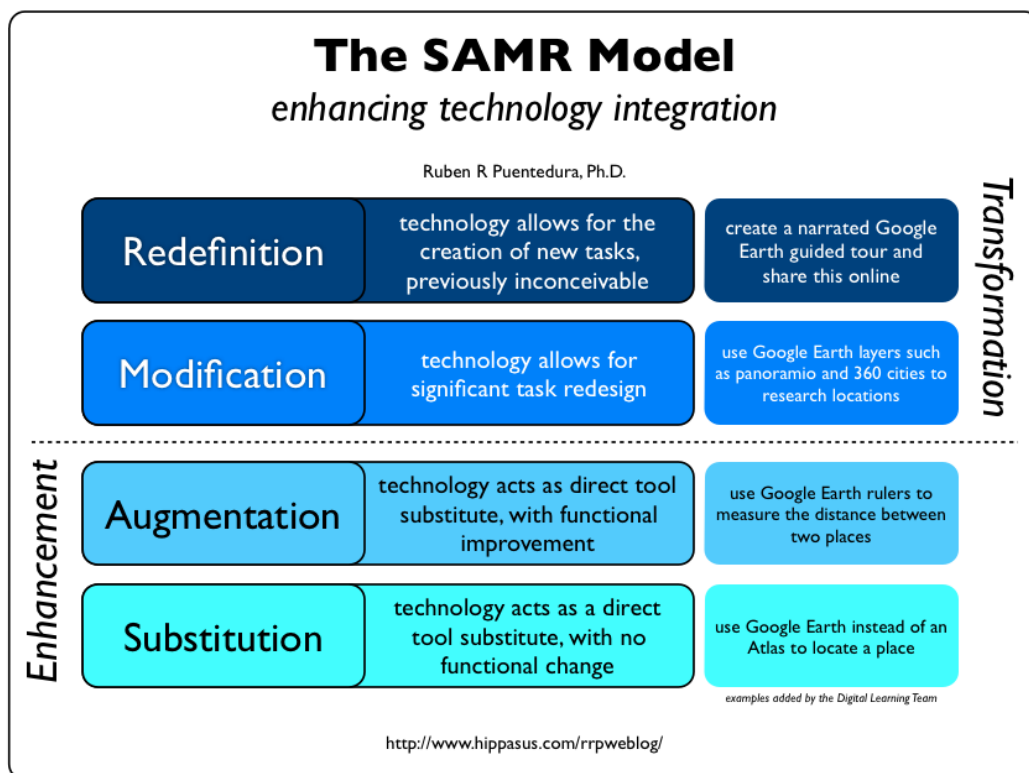 The SAMR Model
enhancing technology integration
Ruben R Puentedura, Ph.D.
Transformation
Redefinition
technology allows for the
creation of new tasks,
previously inconceivable
create a narrated Google
Earth guided tour and
share this online
Modification
technology allows for
significant task redesign
use Google Earth layers such
as panoramio and 360 cities to
research locations
Enhancement
Augmentation
technology acts as direct tool
substitute, with functional
improvement
use Google Earth rulers to
measure the distance between
two places
Substitution
technology acts as a direct
tool substitute, with no
functional change
use Google Earth instead of an
Atlas to locate a place
examples added by the Digital Learning Team
http://www.hippasus.com/rrpweblog/